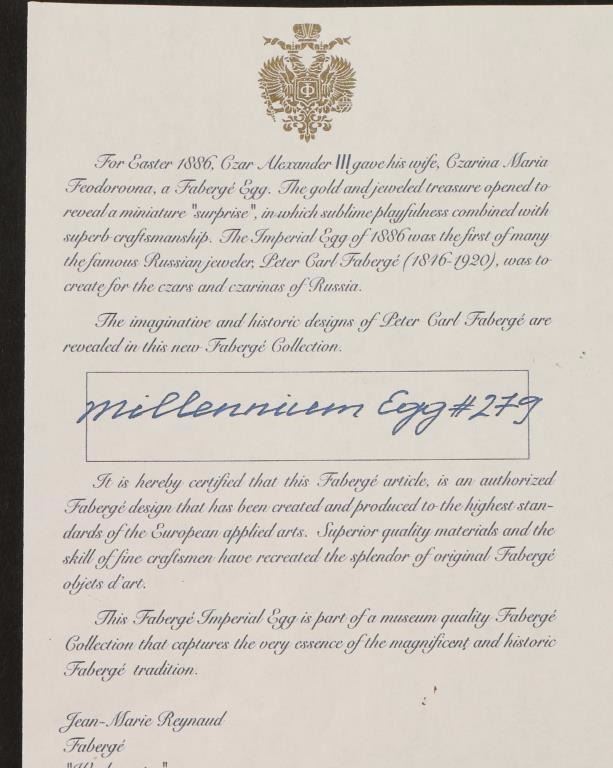 For Easter 1886, Czar Alexander III gave his wife, Czarina Maria
Feodorovna, a Fabergé Egg. The gold and jeweled treasure opened to
reveal a miniature "surprise", in which sublime playfulness combined with
superb craftsmanship. The Imperial Egg of 1886 was the first of many
the famous Russian jeweler, Peter Carl Fabergé (1846-1920), was to
create for the czars and czarinas of Russia.
The imaginative and historic designs of Peter Carl Fabergé are
revealed in this new Fabergé Collection.
Millennium Egg #279
It is hereby certified that this Fabergé article, is an authorized
Fabergé design that has been created and produced to the highest stan-
dards of the European applied arts. Superior quality materials and the
skill of fine craftsmen have recreated the splendor of original Fabergé
objets d'art.
This Fabergé Imperial Egg is part of a museum quality Fabergé
Collection that captures the very essence of the magnificent and historic
Fabergé tradition.
Jean-Marie Reynaud
Fabergé